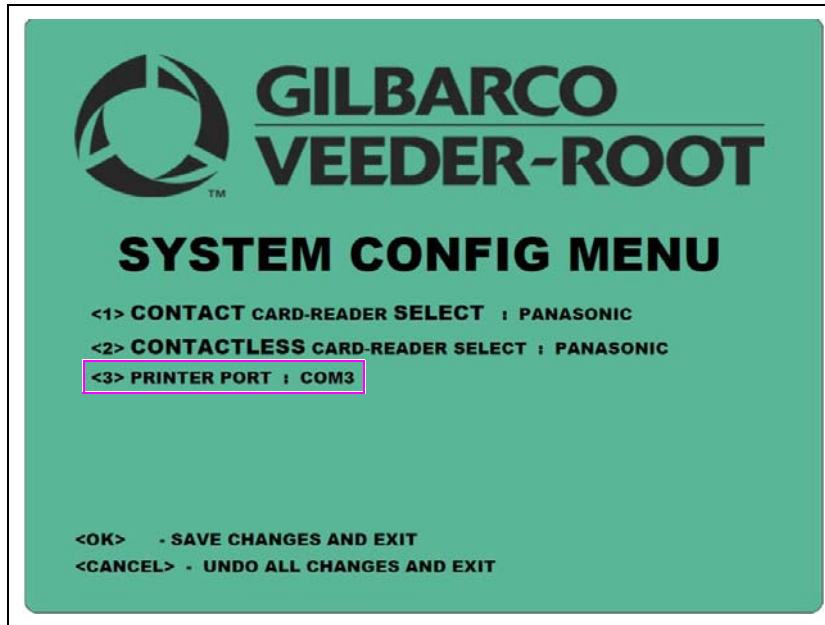 GILBARCO
VEEDER-ROOT
TM
SYSTEM CONFIG MENU
<1> CONTACT CARD-READER SELECT : PANASONIC
<2> CONTACTLESS CARD-READER SELECT : PANASONIC
<3> PRINTER PORT : COM3
<OK> - SAVE CHANGES AND EXIT
<CANCEL> - UNDO ALL CHANGES AND EXIT